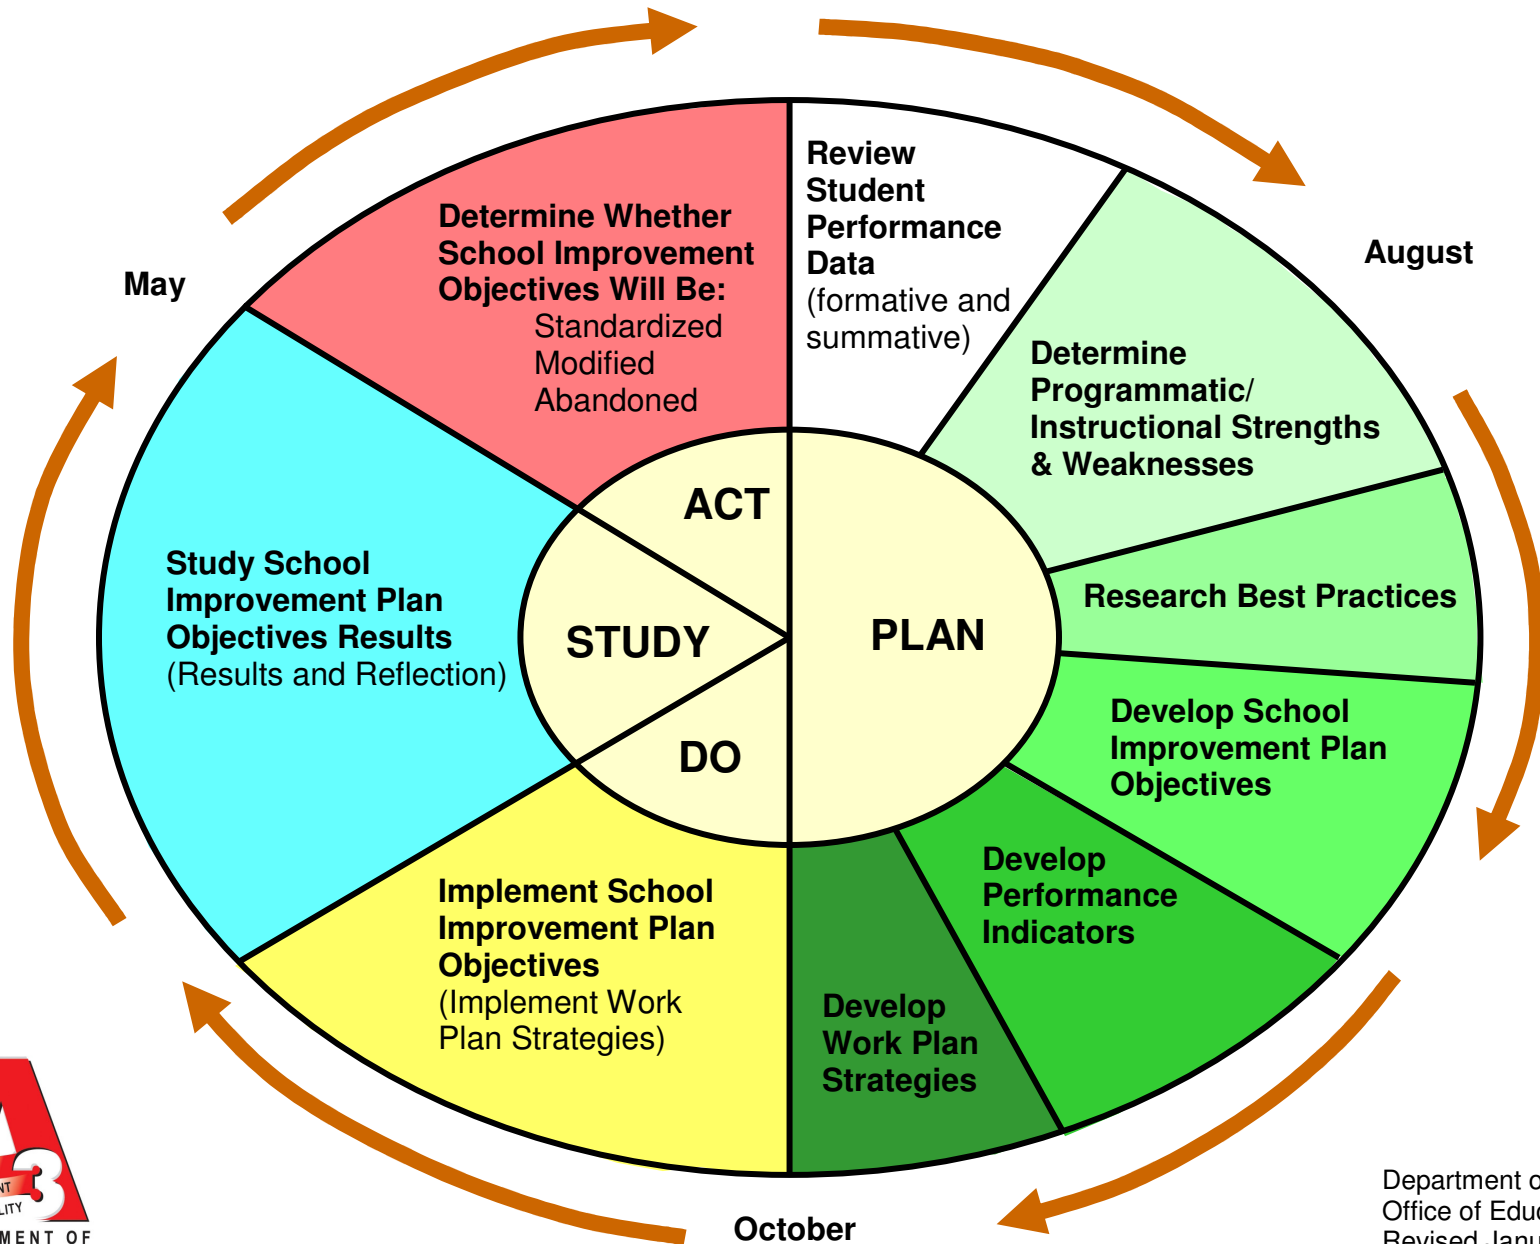 Review
Student
Performance
Data
(formative and
summative)
August
Determine
Programmatic/
Instructional Strengths
& Weaknesses
Research Best Practices
Develop School
Improvement Plan
Objectives
Develop
Performance
Indicators
Develop
Work Plan
Strategies
October
Implement School
Improvement Plan
Objectives
(Implement Work
Plan Strategies)
Study School
Improvement Plan
Objectives Results
(Results and Reflection)
May
Determine Whether
School Improvement
Objectives Will Be:
Standardized
Modified
Abandoned
ACT
PLAN
STUDY
DO
3
OF
Department
Office of
Revised